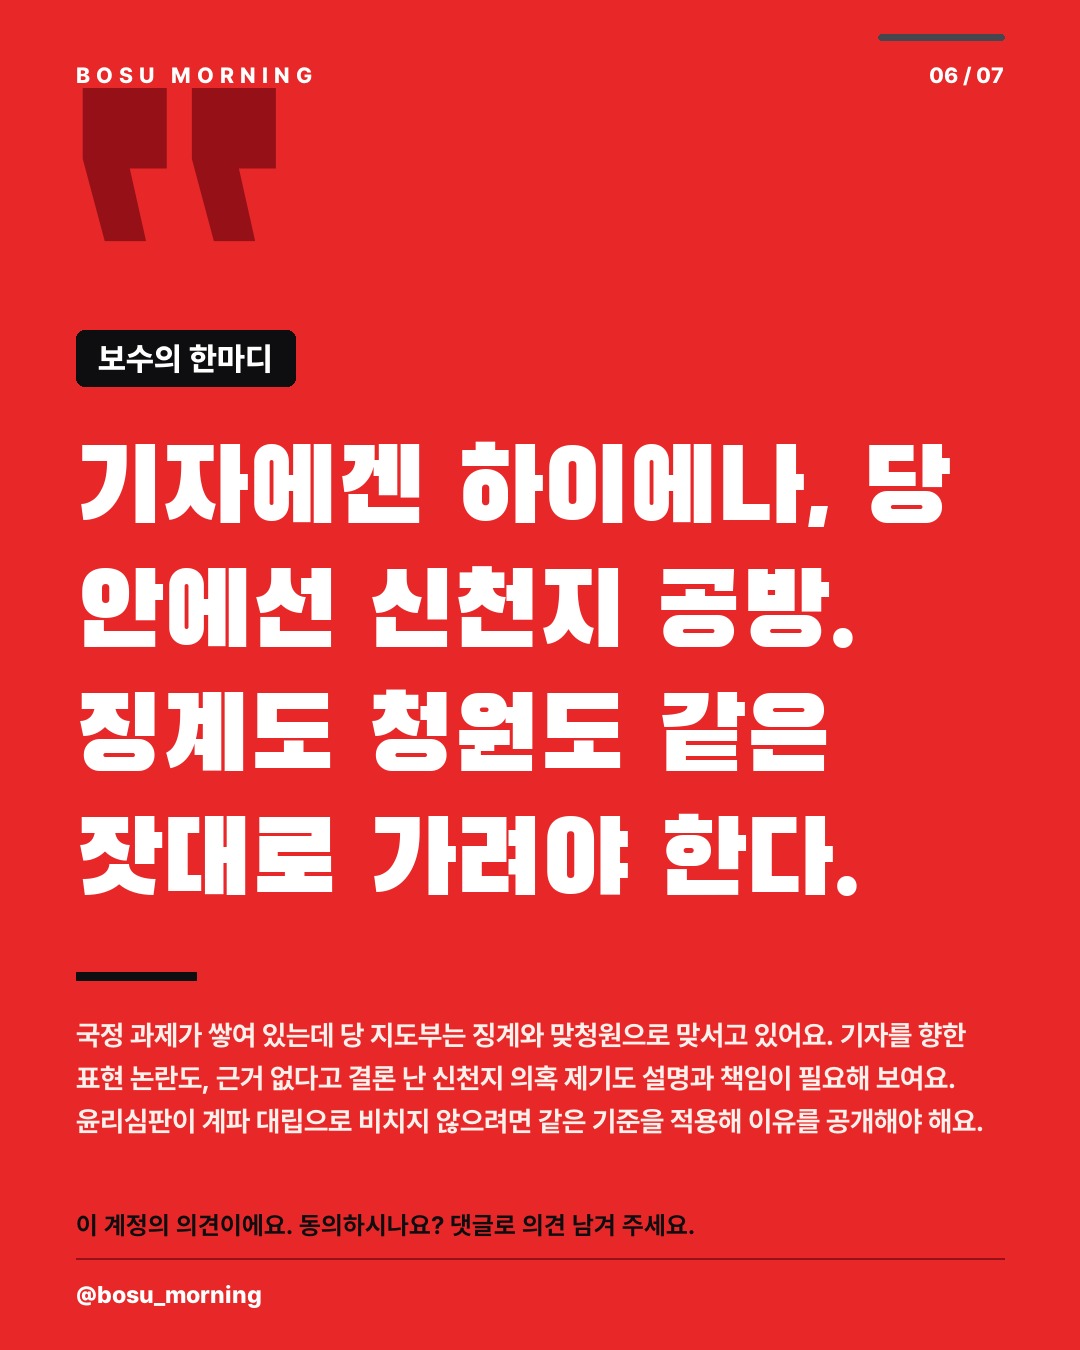 BOSU MORNING
06 / 07
보수의 한마디
기자에겐 하이에나, 당
안에선 신천지 공방.
징계도 청원도 같은
잣대로 가려야 한다.
국정 과제가 쌓여 있는데 당 지도부는 징계와 맞청원으로 맞서고 있어요. 기자를 향한
표현 논란도, 근거 없다고 결론 난 신천지 의혹 제기도 설명과 책임이 필요해 보여요.
윤리심판이 계파 대립으로 비치지 않으려면 같은 기준을 적용해 이유를 공개해야 해요.
이 계정의 의견이에요. 동의하시나요? 댓글로 의견 남겨 주세요.
@bosu_morning